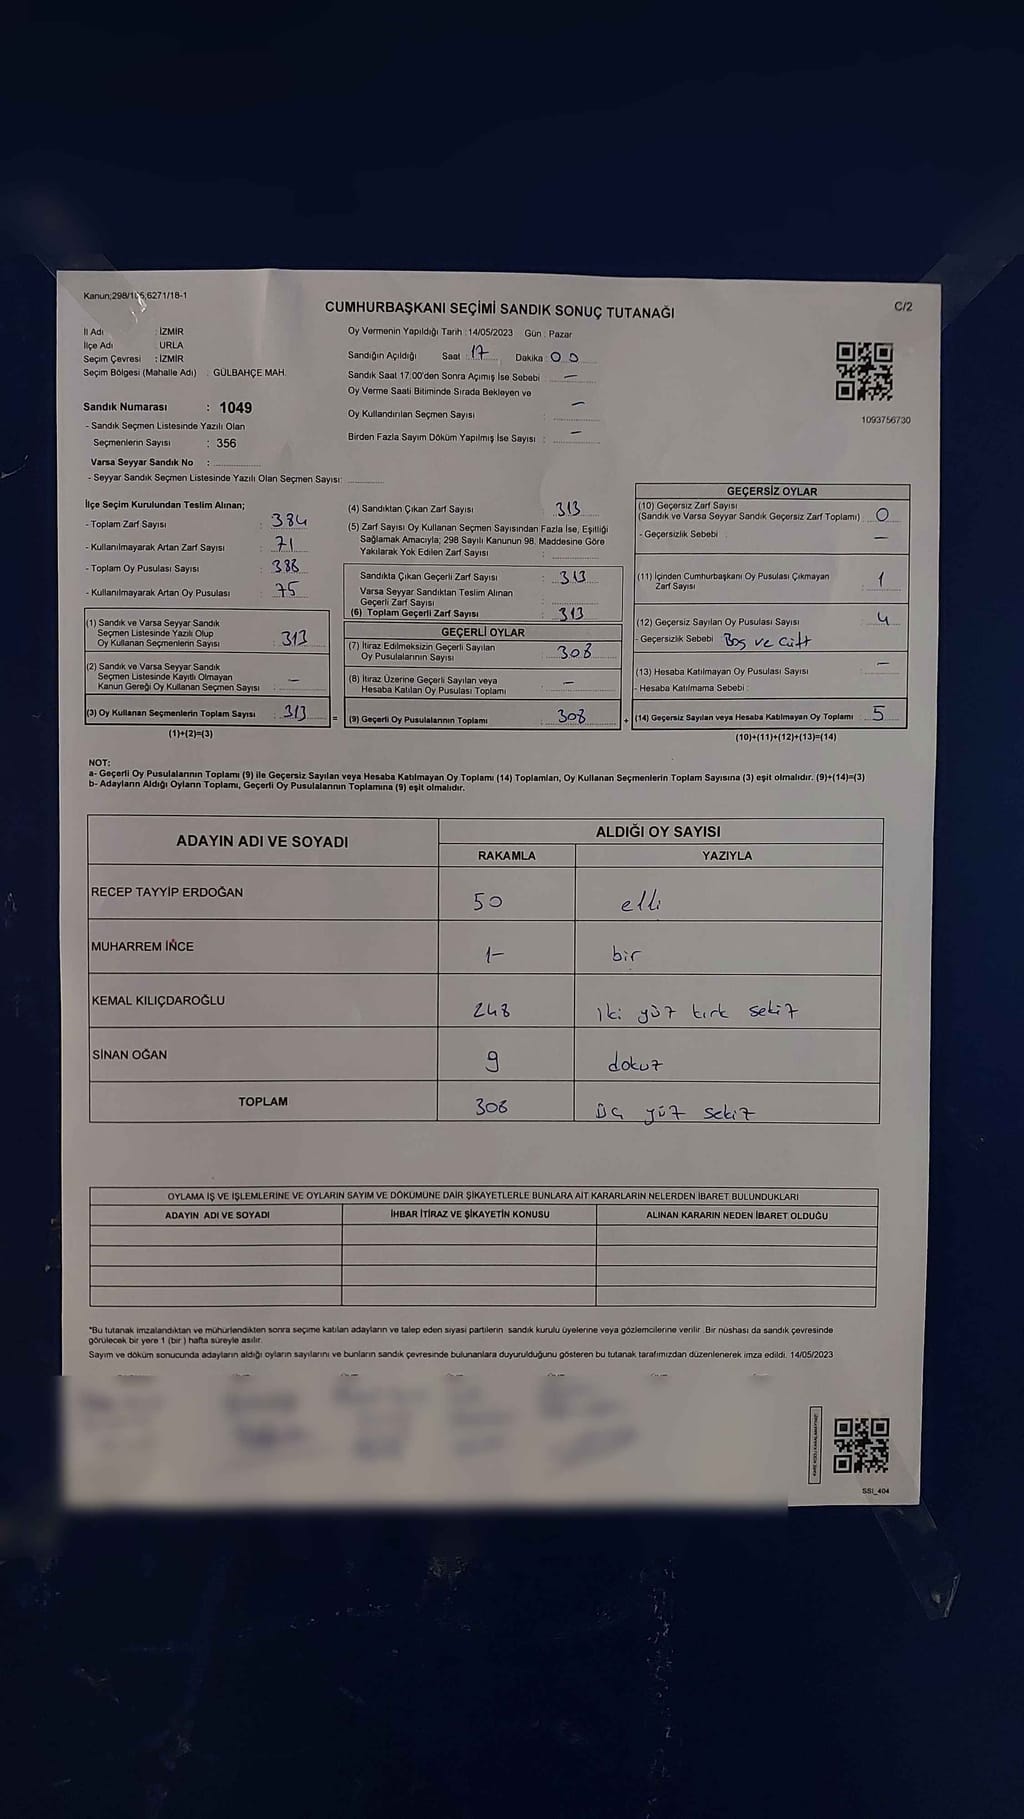 Kanun;298/105;6271/18-1
C/2
CUMHURBAŞKANI SEÇİMİ SANDIK SONUÇ TUTANAĞI
İl Adı : İZMİR
İlçe Adı : URLA
Seçim Çevresi : İZMİR
Seçim Bölgesi (Mahalle Adı) : GÜLBAHÇE MAH.
Sandık Numarası : 1049
- Sandık Seçmen Listesinde Yazılı Olan
Seçmenlerin Sayısı : 356
Varsa Seyyar Sandık No :
- Seyyar Sandık Seçmen Listesinde Yazılı Olan Seçmen Sayısı:
Oy Vermenin Yapıldığı Tarih : 14/05/2023 Gün : Pazar
Sandığın Açıldığı Saat : 17 Dakika : 00
Sandık Saat 17:00'den Sonra Açımış İse Sebebi : —
Oy Verme Saati Bitiminde Sırada Bekleyen ve
Oy Kullandırılan Seçmen Sayısı : —
Birden Fazla Sayım Döküm Yapılmış İse Sayısı : —
1093756730
İlçe Seçim Kurulundan Teslim Alınan;
- Toplam Zarf Sayısı : 384
- Kullanılmayarak Artan Zarf Sayısı : 71
- Toplam Oy Pusulası Sayısı : 388
- Kullanılmayarak Artan Oy Pusulası : 75
(1) Sandık ve Varsa Seyyar Sandık
Seçmen Listesinde Yazılı Olup
Oy Kullanan Seçmenlerin Sayısı : 313
(2) Sandık ve Varsa Seyyar Sandık
Seçmen Listesinde Kayıtlı Olmayan
Kanun Gereği Oy Kullanan Seçmen Sayısı : —
(3) Oy Kullanan Seçmenlerin Toplam Sayısı : 313
(1)+(2)=(3)
(4) Sandıktan Çıkan Zarf Sayısı : 313
(5) Zarf Sayısı Oy Kullanan Seçmen Sayısından Fazla İse, Eşitliği
Sağlamak Amacıyla; 298 Sayılı Kanunun 98. Maddesine Göre
Yakılarak Yok Edilen Zarf Sayısı :
Sandıkta Çıkan Geçerli Zarf Sayısı : 313
Varsa Seyyar Sandıktan Teslim Alınan
Geçerli Zarf Sayısı :
(6) Toplam Geçerli Zarf Sayısı : 313
GEÇERLİ OYLAR
(7) İtiraz Edilmeksizin Geçerli Sayılan
Oy Pusulalarının Sayısı : 308
(8) İtiraz Üzerine Geçerli Sayılan veya
Hesaba Katılan Oy Pusulası Toplamı : —
= (9) Geçerli Oy Pusulalarının Toplamı : 308
GEÇERSİZ OYLAR
(10) Geçersiz Zarf Sayısı
(Sandık ve Varsa Seyyar Sandık Geçersiz Zarf Toplamı) : 0
- Geçersizlik Sebebi : —
(11) İçinden Cumhurbaşkanı Oy Pusulası Çıkmayan
Zarf Sayısı : 1
(12) Geçersiz Sayılan Oy Pusulası Sayısı : 4
- Geçersizlik Sebebi : Boş ve Çift
(13) Hesaba Katılmayan Oy Pusulası Sayısı : —
- Hesaba Katılmama Sebebi :
+ (14) Geçersiz Sayılan veya Hesaba Katılmayan Oy Toplamı : 5
(10)+(11)+(12)+(13)=(14)
NOT:
a- Geçerli Oy Pusulalarının Toplamı (9) ile Geçersiz Sayılan veya Hesaba Katılmayan Oy Toplamı (14) Toplamları, Oy Kullanan Seçmenlerin Toplam Sayısına (3) eşit olmalıdır. (9)+(14)=(3)
b- Adayların Aldığı Oyların Toplamı, Geçerli Oy Pusulalarının Toplamına (9) eşit olmalıdır.
ADAYIN ADI VE SOYADI ALDIĞI OY SAYISI
RAKAMLA YAZIYLA
RECEP TAYYİP ERDOĞAN 50 elli
MUHARREM İNCE 1- bir
KEMAL KILIÇDAROĞLU 248 iki yüz kırk sekiz
SİNAN OĞAN 9 dokuz
TOPLAM 308 üç yüz sekiz
OYLAMA İŞ VE İŞLEMLERİNE VE OYLARIN SAYIM VE DÖKÜMÜNE DAİR ŞİKAYETLERLE BUNLARA AİT KARARLARIN NELERDEN İBARET BULUNDUKLARI
ADAYIN ADI VE SOYADI İHBAR İTİRAZ VE ŞİKAYETİN KONUSU ALINAN KARARIN NEDEN İBARET OLDUĞU
*Bu tutanak imzalandıktan ve mühürlendikten sonra seçime katılan adayların ve talep eden siyasi partilerin sandık kurulu üyelerine veya gözlemcilerine verilir. Bir nüshası da sandık çevresinde
görülecek bir yere 1 (bir ) hafta süreyle asılır.
Sayım ve döküm sonucunda adayların aldığı oyların sayılarını ve bunların sandık çevresinde bulunanlara duyurulduğunu gösteren bu tutanak tarafımızdan düzenlenerek imza edildi. 14/05/2023
SSI_404